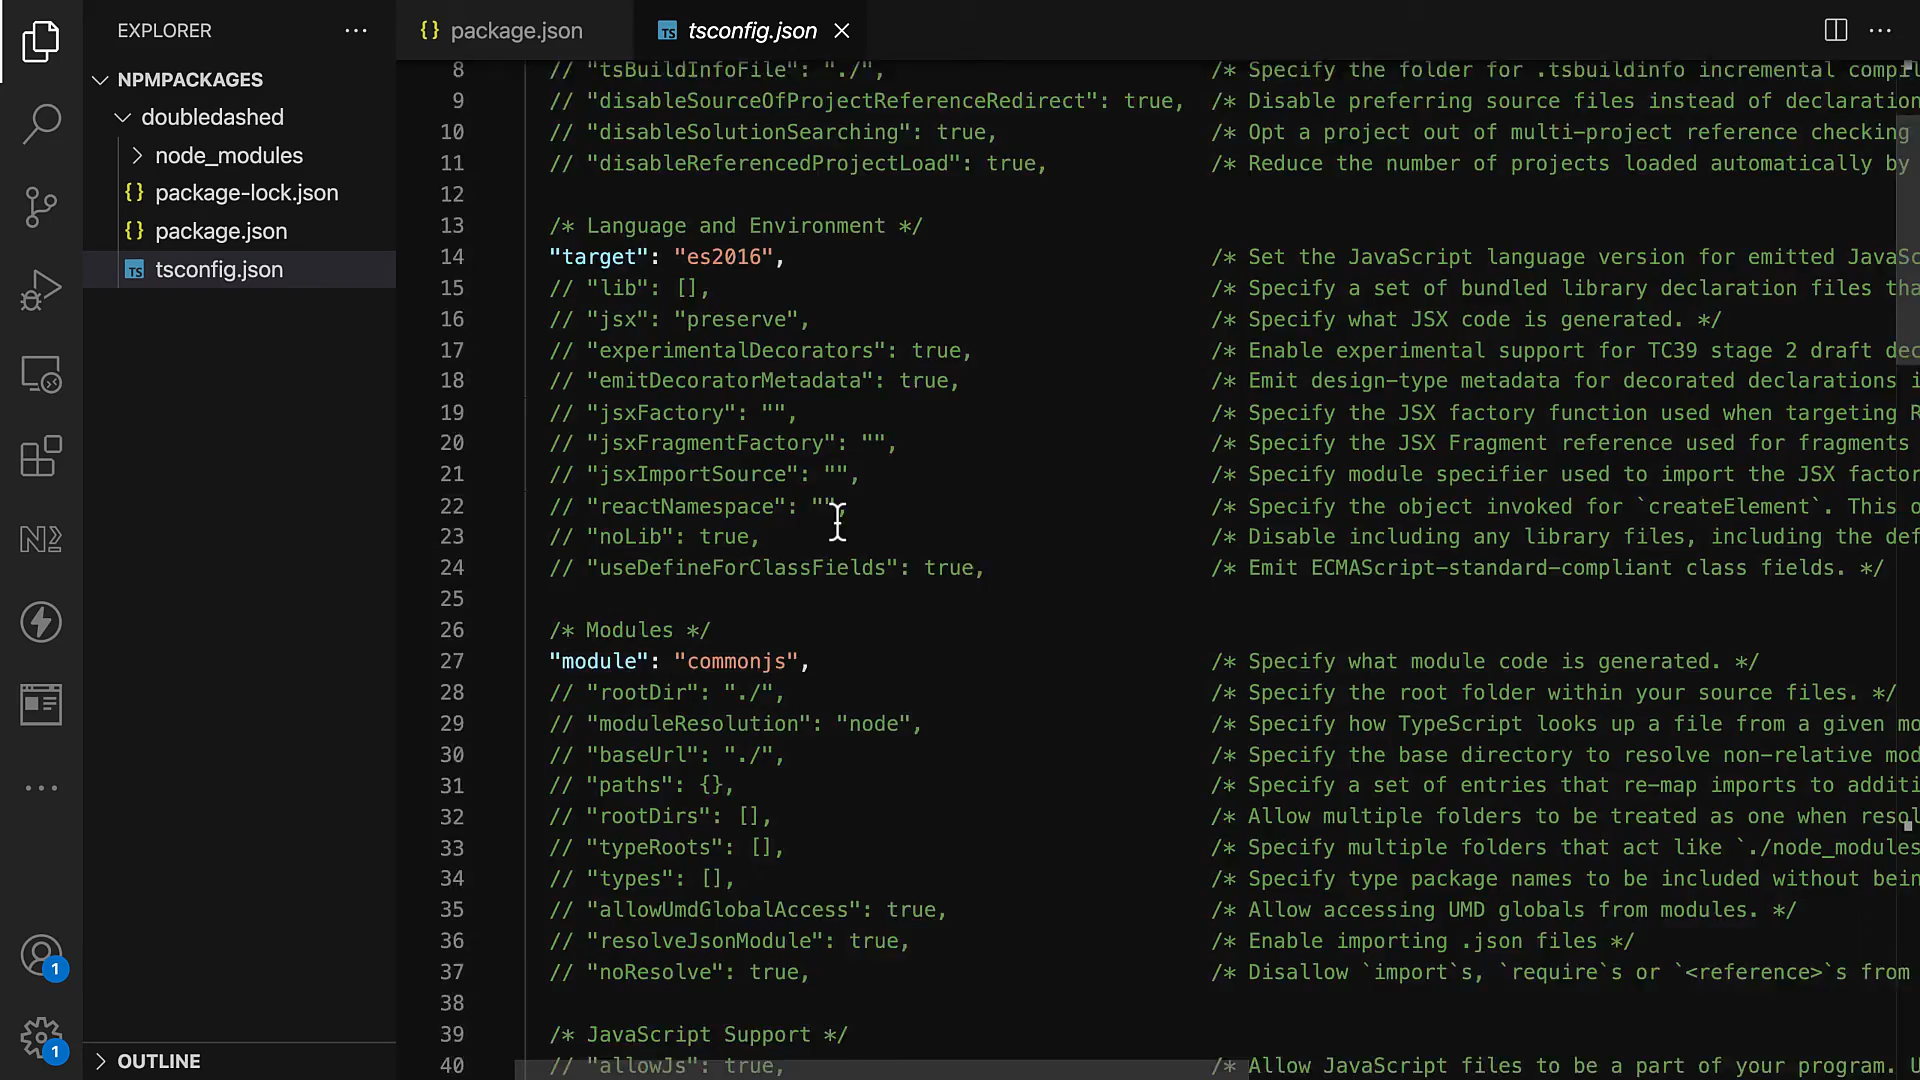 EXPLORER
package.json
tsconfig.json
NPMPACKAGES
doubledashed
node_modules
package-lock.json
package.json
tsconfig.json
OUTLINE
1
1
8 // "tsBuildInfoFile": "./", /* Specify the folder for .tsbuildinfo incremental compil
9 // "disableSourceOfProjectReferenceRedirect": true, /* Disable preferring source files instead of declaration
10 // "disableSolutionSearching": true, /* Opt a project out of multi-project reference checking
11 // "disableReferencedProjectLoad": true, /* Reduce the number of projects loaded automatically by
12
13 /* Language and Environment */
14 "target": "es2016", /* Set the JavaScript language version for emitted JavaSc
15 // "lib": [], /* Specify a set of bundled library declaration files tha
16 // "jsx": "preserve", /* Specify what JSX code is generated. */
17 // "experimentalDecorators": true, /* Enable experimental support for TC39 stage 2 draft dec
18 // "emitDecoratorMetadata": true, /* Emit design-type metadata for decorated declarations i
19 // "jsxFactory": "", /* Specify the JSX factory function used when targeting R
20 // "jsxFragmentFactory": "", /* Specify the JSX Fragment reference used for fragments
21 // "jsxImportSource": "", /* Specify module specifier used to import the JSX factor
22 // "reactNamespace": "", /* Specify the object invoked for `createElement`. This o
23 // "noLib": true, /* Disable including any library files, including the def
24 // "useDefineForClassFields": true, /* Emit ECMAScript-standard-compliant class fields. */
25
26 /* Modules */
27 "module": "commonjs", /* Specify what module code is generated. */
28 // "rootDir": "./", /* Specify the root folder within your source files. */
29 // "moduleResolution": "node", /* Specify how TypeScript looks up a file from a given mo
30 // "baseUrl": "./", /* Specify the base directory to resolve non-relative mod
31 // "paths": {}, /* Specify a set of entries that re-map imports to additi
32 // "rootDirs": [], /* Allow multiple folders to be treated as one when resol
33 // "typeRoots": [], /* Specify multiple folders that act like `./node_modules
34 // "types": [], /* Specify type package names to be included without bein
35 // "allowUmdGlobalAccess": true, /* Allow accessing UMD globals from modules. */
36 // "resolveJsonModule": true, /* Enable importing .json files */
37 // "noResolve": true, /* Disallow `import`s, `require`s or `<reference>`s from
38
39 /* JavaScript Support */
40 // "allowJs": true, /* Allow JavaScript files to be a part of your program. U